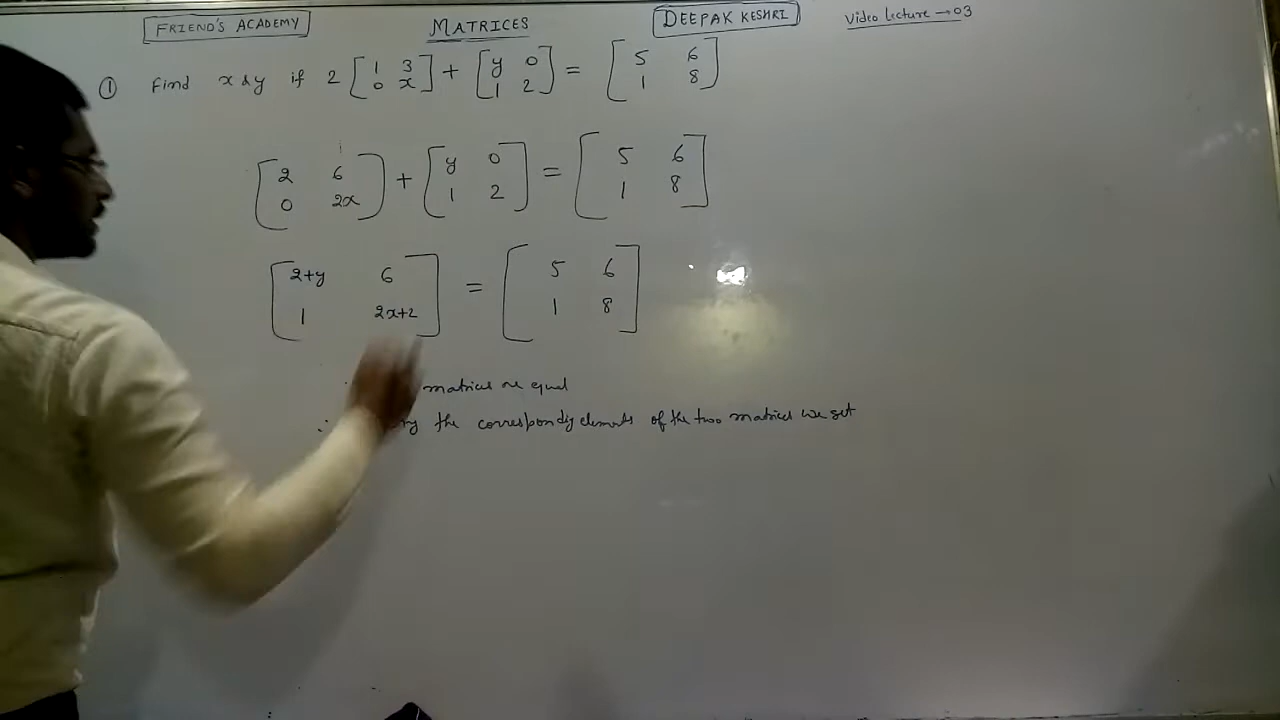 FRIEND'S ACADEMY MATRICES DEEPAK KESHRI Video Lecture → 03
① Find x & y if 2 [1 3; 0 x] + [y 0; 1 2] = [5 6; 1 8]
[2 6; 0 2x] + [y 0; 1 2] = [5 6; 1 8]
[2+y 6; 1 2x+2] = [5 6; 1 8]
matrices are equal
∴ the corresponding elements of the two matrices we get